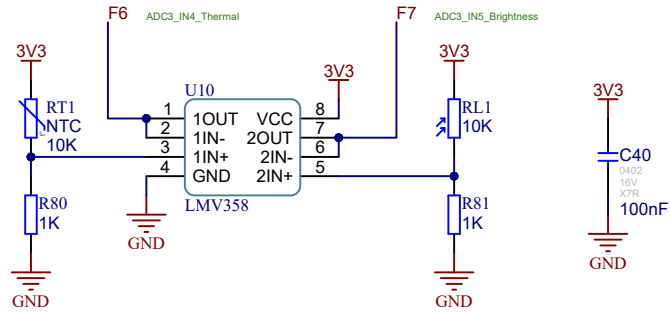 F6 ADC3_IN4_Thermal
F7 ADC3_IN5_Brightness
3V3
RT1
NTC
10K
R80
1K
GND
U10
1 1OUT VCC 8
2 1IN- 2OUT 7
3 1IN+ 2IN- 6
4 GND 2IN+ 5
LMV358
GND
3V3
3V3
RL1
10K
R81
1K
GND
3V3
C40
0402
16V
X7R
100nF
GND